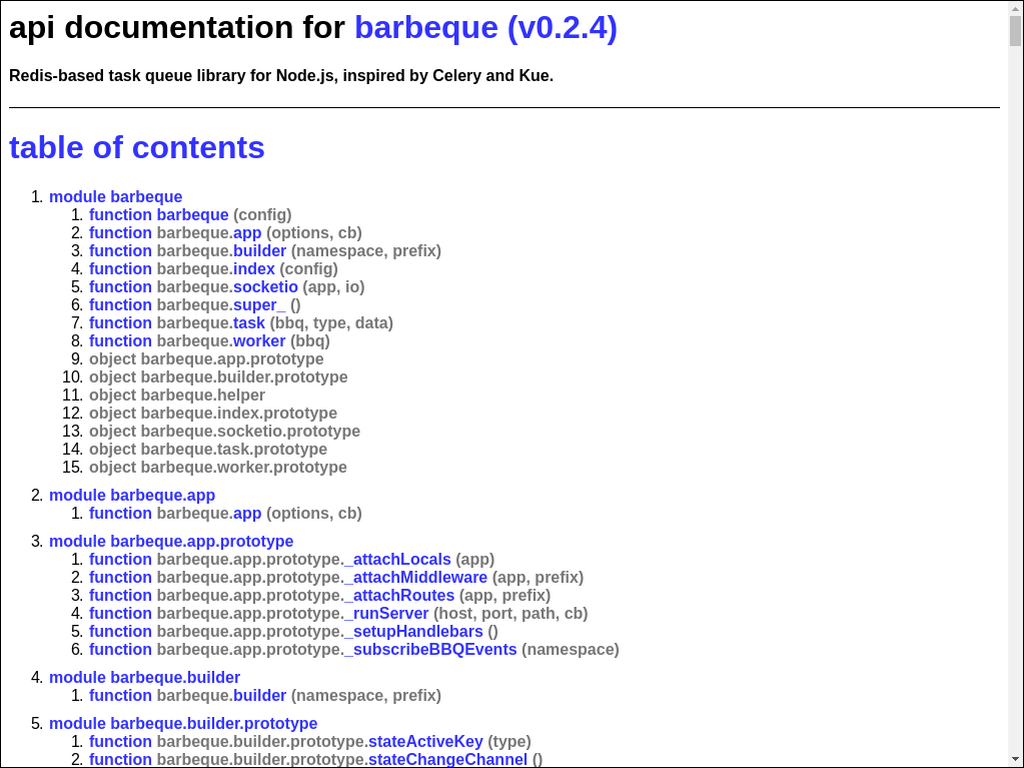 api documentation for barbeque (v0.2.4)
Redis-based task queue library for Node.js, inspired by Celery and Kue.
table of contents
1. module barbeque
1. function barbeque (config)
2. function barbeque.app (options, cb)
3. function barbeque.builder (namespace, prefix)
4. function barbeque.index (config)
5. function barbeque.socketio (app, io)
6. function barbeque.super_ ()
7. function barbeque.task (bbq, type, data)
8. function barbeque.worker (bbq)
9. object barbeque.app.prototype
10. object barbeque.builder.prototype
11. object barbeque.helper
12. object barbeque.index.prototype
13. object barbeque.socketio.prototype
14. object barbeque.task.prototype
15. object barbeque.worker.prototype
2. module barbeque.app
1. function barbeque.app (options, cb)
3. module barbeque.app.prototype
1. function barbeque.app.prototype._attachLocals (app)
2. function barbeque.app.prototype._attachMiddleware (app, prefix)
3. function barbeque.app.prototype._attachRoutes (app, prefix)
4. function barbeque.app.prototype._runServer (host, port, path, cb)
5. function barbeque.app.prototype._setupHandlebars ()
6. function barbeque.app.prototype._subscribeBBQEvents (namespace)
4. module barbeque.builder
1. function barbeque.builder (namespace, prefix)
5. module barbeque.builder.prototype
1. function barbeque.builder.prototype.stateActiveKey (type)
2. function barbeque.builder.prototype.stateChangeChannel ()